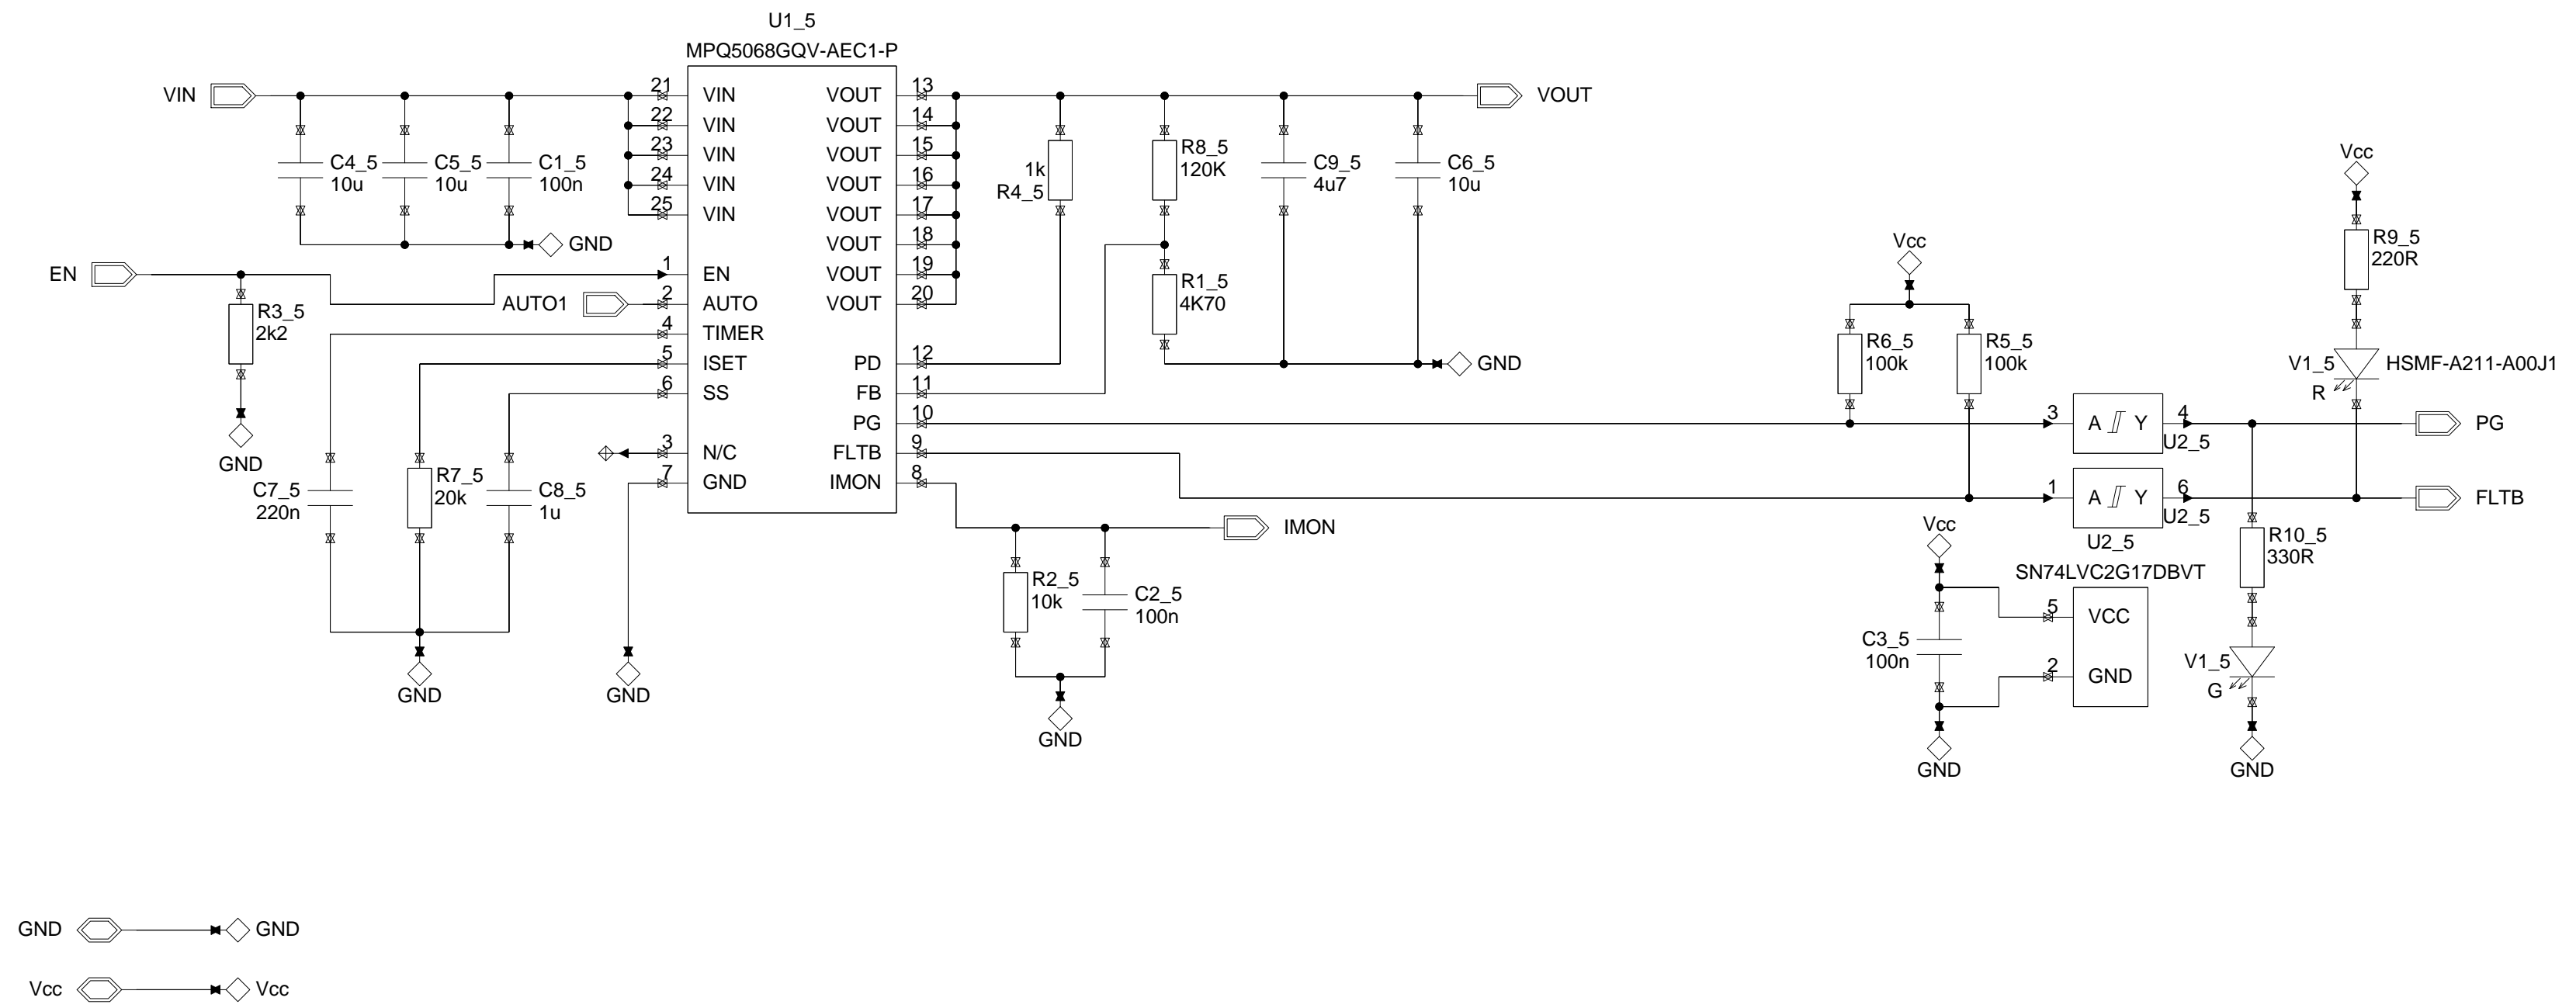 U1_5
MPQ5068GQV-AEC1-P
VIN
C4_5
10u
C5_5
10u
C1_5
100n
GND
21 VIN
22 VIN
23 VIN
24 VIN
25 VIN
1 EN
2 AUTO
4 TIMER
5 ISET
6 SS
3 N/C
7 GND
VOUT 13
VOUT 14
VOUT 15
VOUT 16
VOUT 17
VOUT 18
VOUT 19
VOUT 20
PD 12
FB 11
PG 10
FLTB 9
IMON 8
EN
AUTO1
R3_5
2k2
GND
C7_5
220n
R7_5
20k
C8_5
1u
GND
GND
1k
R4_5
R8_5
120K
R1_5
4K70
C9_5
4u7
C6_5
10u
VOUT
GND
IMON
R2_5
10k
C2_5
100n
GND
Vcc
R6_5
100k
R5_5
100k
3 A Y 4
U2_5
1 A Y 6
U2_5
Vcc
R9_5
220R
V1_5
R
HSMF-A211-A00J1
PG
FLTB
U2_5
SN74LVC2G17DBVT
Vcc
5 VCC
2 GND
C3_5
100n
GND
R10_5
330R
V1_5
G
GND
GND GND
Vcc Vcc